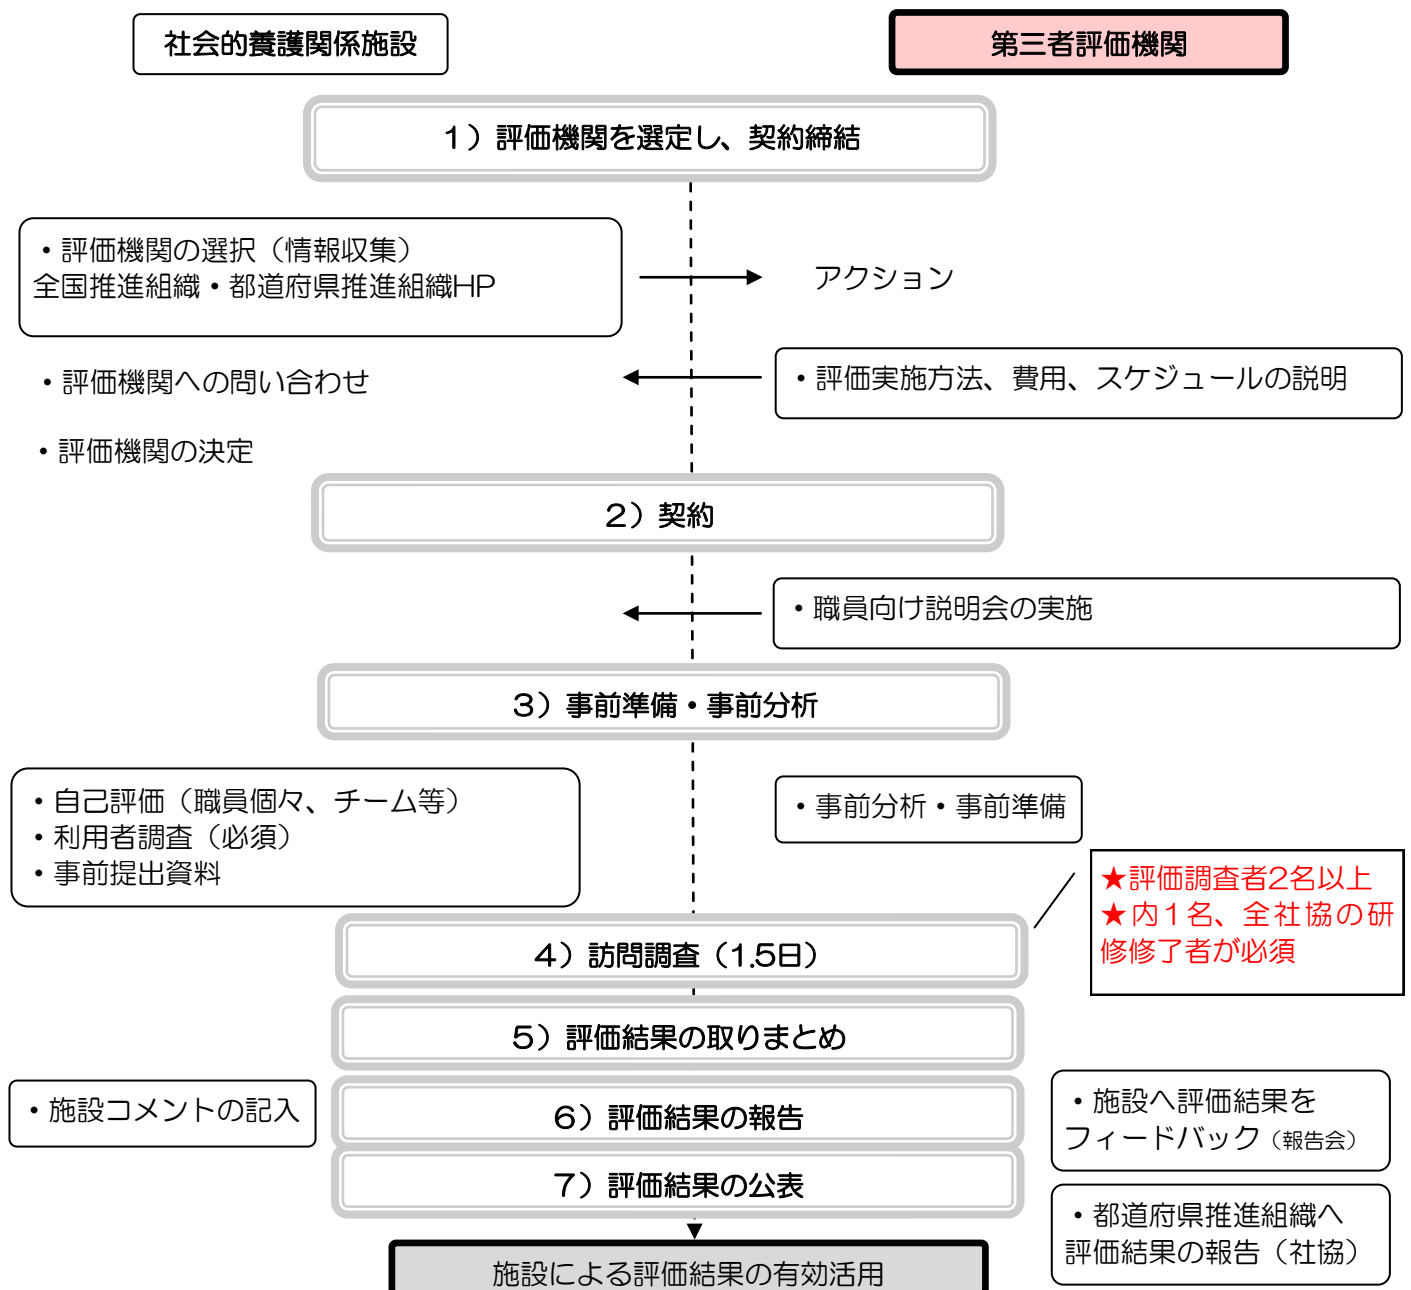 社会的養護関係施設
第三者評価機関
1）評価機関を選定し、契約締結
・評価機関の選択（情報収集）
全国推進組織・都道府県推進組織HP
アクション
・評価機関への問い合わせ
・評価実施方法、費用、スケジュールの説明
・評価機関の決定
2）契約
・職員向け説明会の実施
3）事前準備・事前分析
・自己評価（職員個々、チーム等）
・利用者調査（必須）
・事前提出資料
・事前分析・事前準備
★評価調査者2名以上
★内1名、全社協の研
修修了者が必須
4）訪問調査（1.5日）
5）評価結果の取りまとめ
・施設コメントの記入
6）評価結果の報告
・施設へ評価結果を
フィードバック（報告会）
7）評価結果の公表
・都道府県推進組織へ
評価結果の報告（社協）
施設による評価結果の有効活用